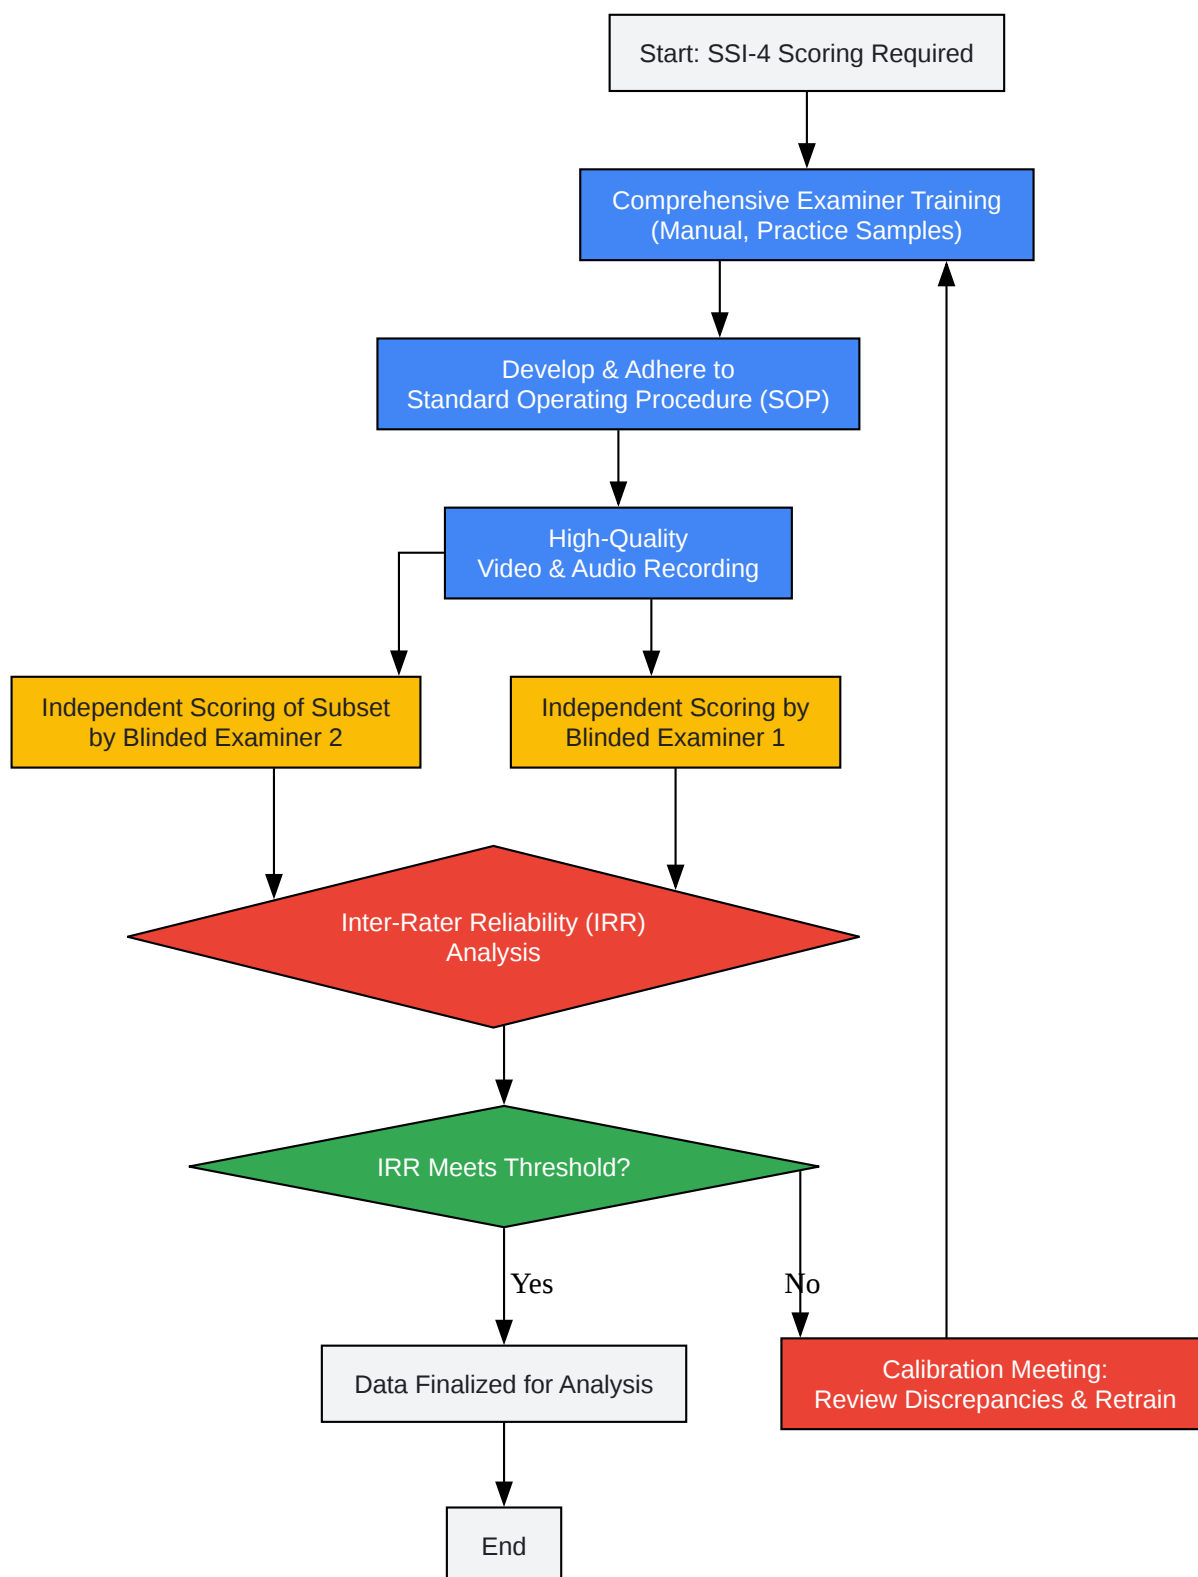 Start: SSI-4 Scoring Required
Comprehensive Examiner Training
(Manual, Practice Samples)
Develop & Adhere to
Standard Operating Procedure (SOP)
High-Quality
Video & Audio Recording
Independent Scoring of Subset
by Blinded Examiner 2
Independent Scoring by
Blinded Examiner 1
Inter-Rater Reliability (IRR)
Analysis
IRR Meets Threshold?
Yes
No
Data Finalized for Analysis
Calibration Meeting:
Review Discrepancies & Retrain
End